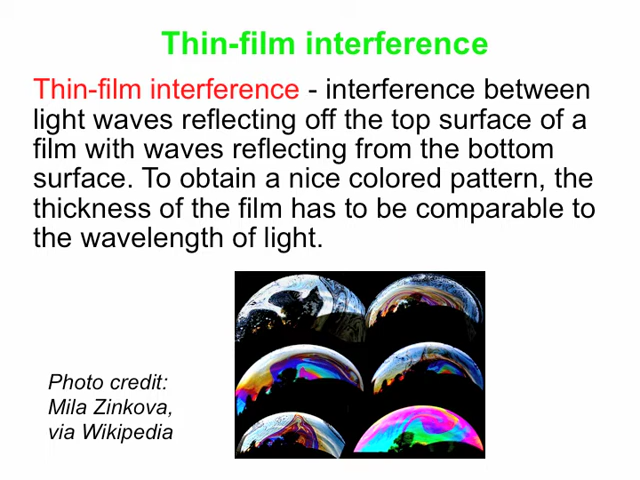 Thin-film interference
Thin-film interference - interference between
light waves reflecting off the top surface of a
film with waves reflecting from the bottom
surface. To obtain a nice colored pattern, the
thickness of the film has to be comparable to
the wavelength of light.
Photo credit:
Mila Zinkova,
via Wikipedia